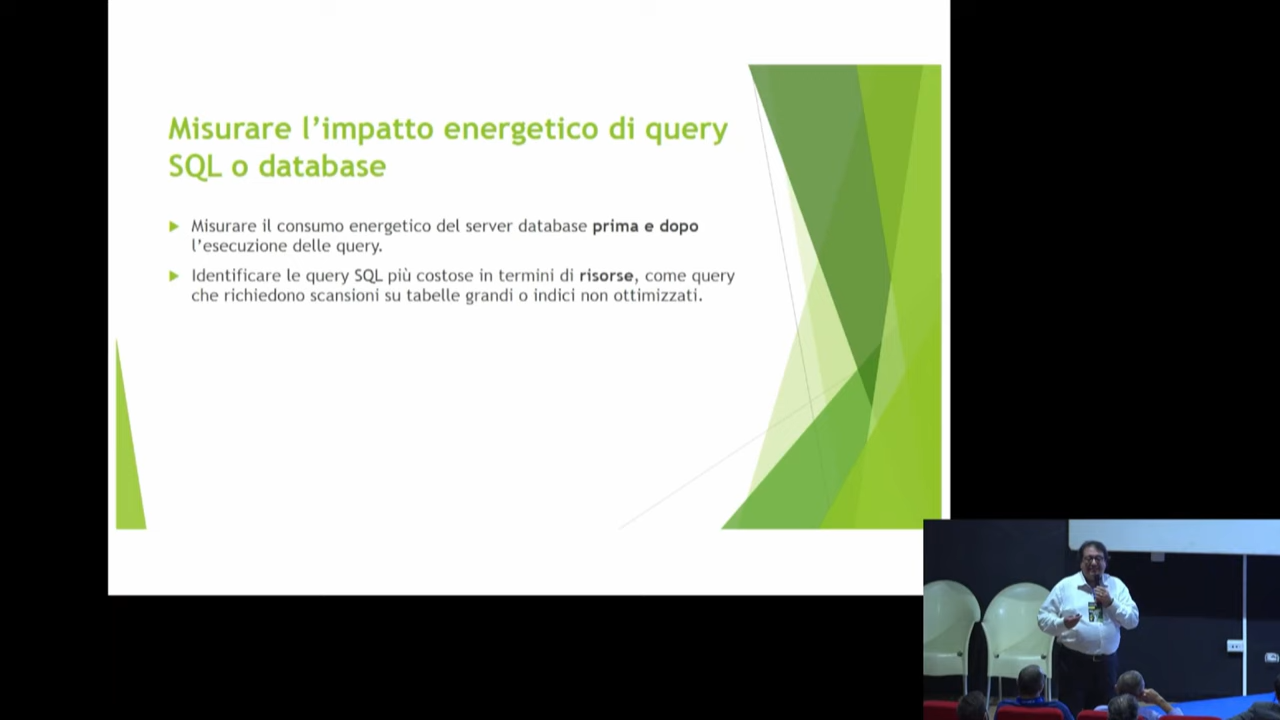 Misurare l’impatto energetico di query
SQL o database
Misurare il consumo energetico del server database prima e dopo
l’esecuzione delle query.
Identificare le query SQL più costose in termini di risorse, come query
che richiedono scansioni su tabelle grandi o indici non ottimizzati.